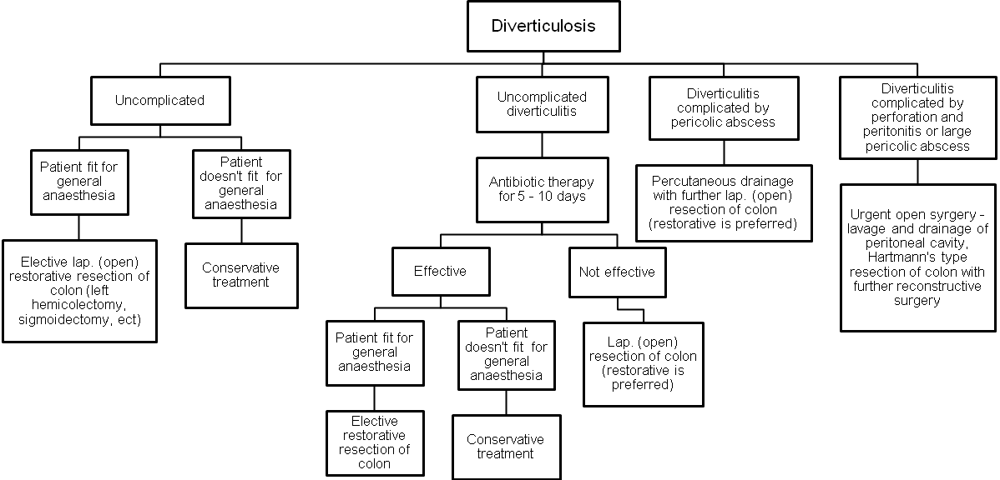 Diverticulosis
Uncomplicated
Uncomplicated
diverticulitis
Diverticulitis
complicated by
pericolic abscess
Diverticulitis
complicated by
perforation and
peritonitis or large
pericolic abscess
Patient fit for
general
anaesthesia
Patient
doesn't fit for
general
anaesthesia
Antibiotic therapy
for 5 - 10 days
Percutaneous drainage
with further lap. (open)
resection of colon
(restorative is preferred)
Urgent open syrgery -
lavage and drainage of
peritoneal cavity,
Hartmann's type
resection of colon with
further reconstructive
surgery
Elective lap. (open)
restorative resection of
colon (left
hemicolectomy,
sigmoidectomy, ect)
Conservative
treatment
Effective
Not effective
Patient fit for
general
anaesthesia
Patient
doesn't fit for
general
anaesthesia
Lap. (open)
resection of colon
(restorative is
preferred)
Elective
restorative
resection of
colon
Conservative
treatment